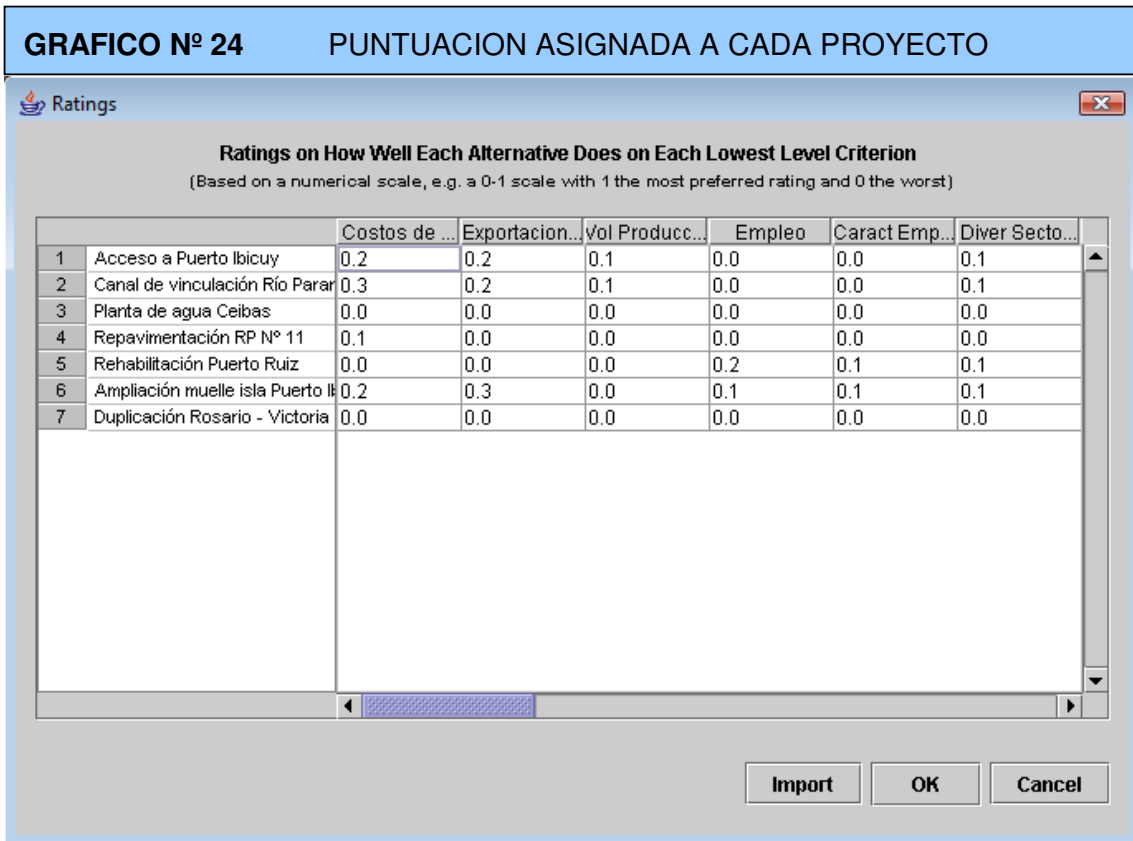 GRAFICO Nº 24 PUNTUACION ASIGNADA A CADA PROYECTO
Ratings
Ratings on How Well Each Alternative Does on Each Lowest Level Criterion
(Based on a numerical scale, e.g. a 0-1 scale with 1 the most preferred rating and 0 the worst)
Costos de ... Exportacion... Vol Producc... Empleo Caract Emp... Diver Secto...
1 Acceso a Puerto Ibicuy 0.2 0.2 0.1 0.0 0.0 0.1
2 Canal de vinculación Río Parar 0.3 0.2 0.1 0.0 0.0 0.1
3 Planta de agua Ceibas 0.0 0.0 0.0 0.0 0.0 0.0
4 Repavimentación RP Nº 11 0.1 0.0 0.0 0.0 0.0 0.0
5 Rehabilitación Puerto Ruiz 0.0 0.0 0.0 0.2 0.1 0.1
6 Ampliación muelle isla Puerto Ib 0.2 0.3 0.0 0.1 0.1 0.1
7 Duplicación Rosario - Victoria 0.0 0.0 0.0 0.0 0.0 0.0
Import OK Cancel